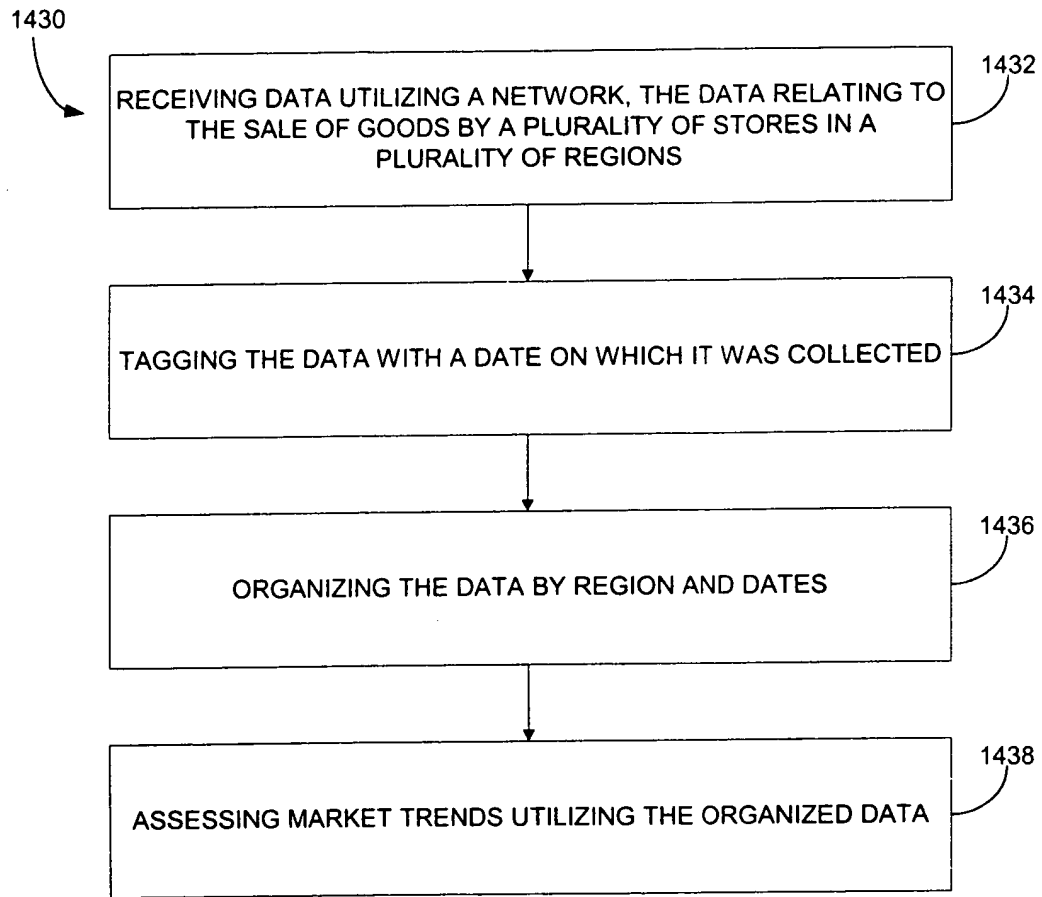 1430
1432
RECEIVING DATA UTILIZING A NETWORK, THE DATA RELATING TO
THE SALE OF GOODS BY A PLURALITY OF STORES IN A
PLURALITY OF REGIONS
1434
TAGGING THE DATA WITH A DATE ON WHICH IT WAS COLLECTED
1436
ORGANIZING THE DATA BY REGION AND DATES
1438
ASSESSING MARKET TRENDS UTILIZING THE ORGANIZED DATA